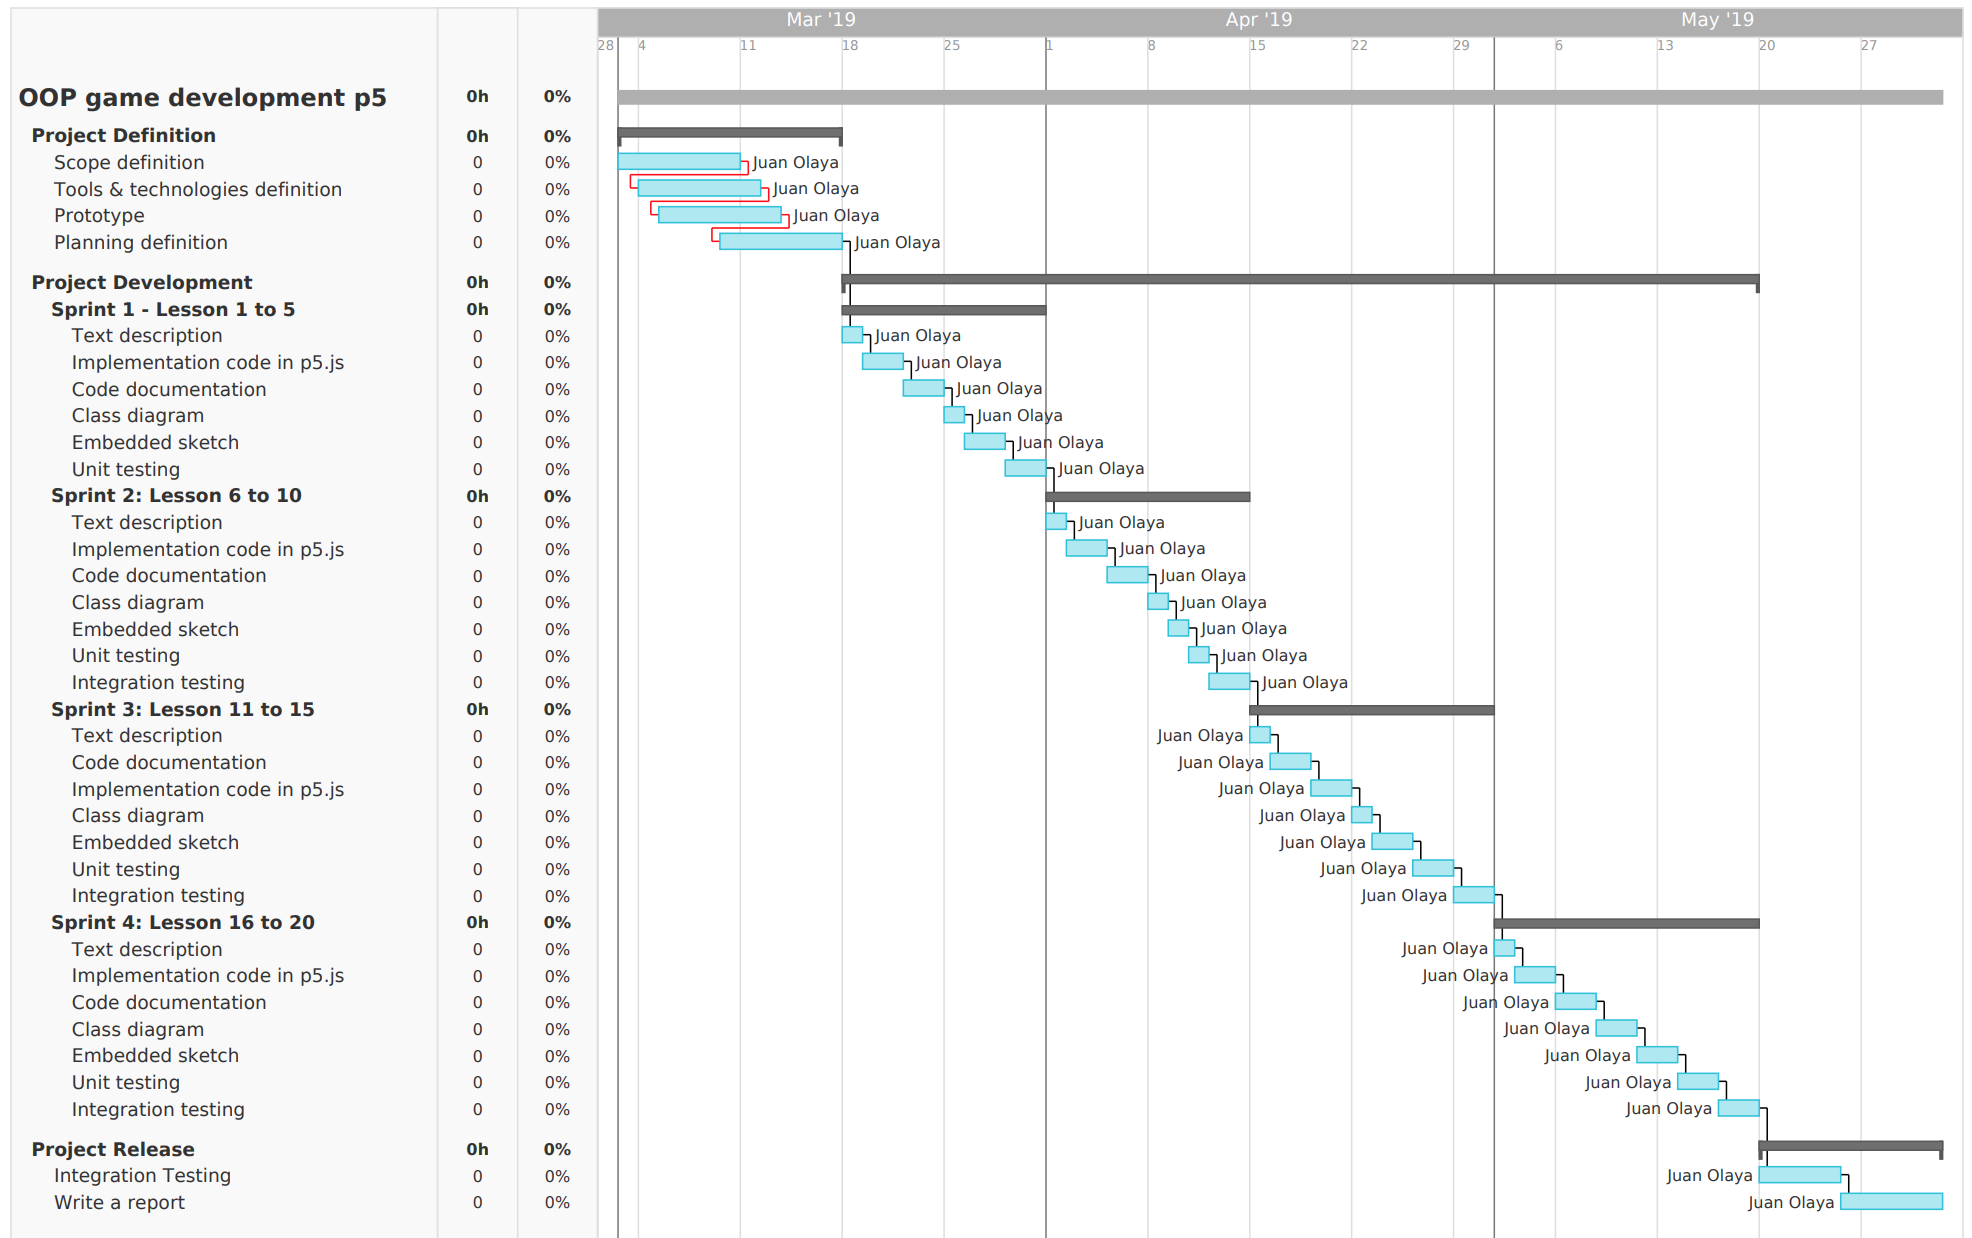 Mar '19 Apr '19 May '19
28 4 11 18 25 1 8 15 22 29 6 13 20 27
OOP game development p5 0h 0%
Project Definition 0h 0%
Scope definition 0 0% Juan Olaya
Tools & technologies definition 0 0% Juan Olaya
Prototype 0 0% Juan Olaya
Planning definition 0 0% Juan Olaya
Project Development 0h 0%
Sprint 1 - Lesson 1 to 5 0h 0%
Text description 0 0% Juan Olaya
Implementation code in p5.js 0 0% Juan Olaya
Code documentation 0 0% Juan Olaya
Class diagram 0 0% Juan Olaya
Embedded sketch 0 0% Juan Olaya
Unit testing 0 0% Juan Olaya
Sprint 2: Lesson 6 to 10 0h 0%
Text description 0 0% Juan Olaya
Implementation code in p5.js 0 0% Juan Olaya
Code documentation 0 0% Juan Olaya
Class diagram 0 0% Juan Olaya
Embedded sketch 0 0% Juan Olaya
Unit testing 0 0% Juan Olaya
Integration testing 0 0% Juan Olaya
Sprint 3: Lesson 11 to 15 0h 0%
Text description 0 0% Juan Olaya
Code documentation 0 0% Juan Olaya
Implementation code in p5.js 0 0% Juan Olaya
Class diagram 0 0% Juan Olaya
Embedded sketch 0 0% Juan Olaya
Unit testing 0 0% Juan Olaya
Integration testing 0 0% Juan Olaya
Sprint 4: Lesson 16 to 20 0h 0%
Text description 0 0% Juan Olaya
Implementation code in p5.js 0 0% Juan Olaya
Code documentation 0 0% Juan Olaya
Class diagram 0 0% Juan Olaya
Embedded sketch 0 0% Juan Olaya
Unit testing 0 0% Juan Olaya
Integration testing 0 0% Juan Olaya
Project Release 0h 0%
Integration Testing 0 0% Juan Olaya
Write a report 0 0% Juan Olaya